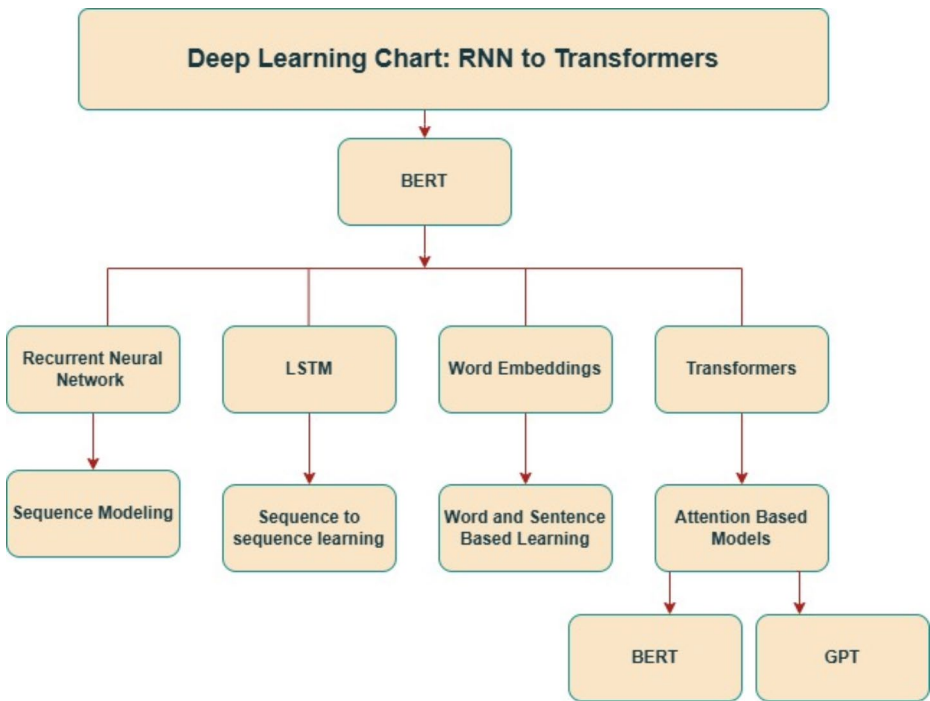 Deep Learning Chart: RNN to Transformers
BERT
Recurrent Neural
Network
LSTM
Word Embeddings
Transformers
Sequence Modeling
Sequence to
sequence learning
Word and Sentence
Based Learning
Attention Based
Models
BERT
GPT